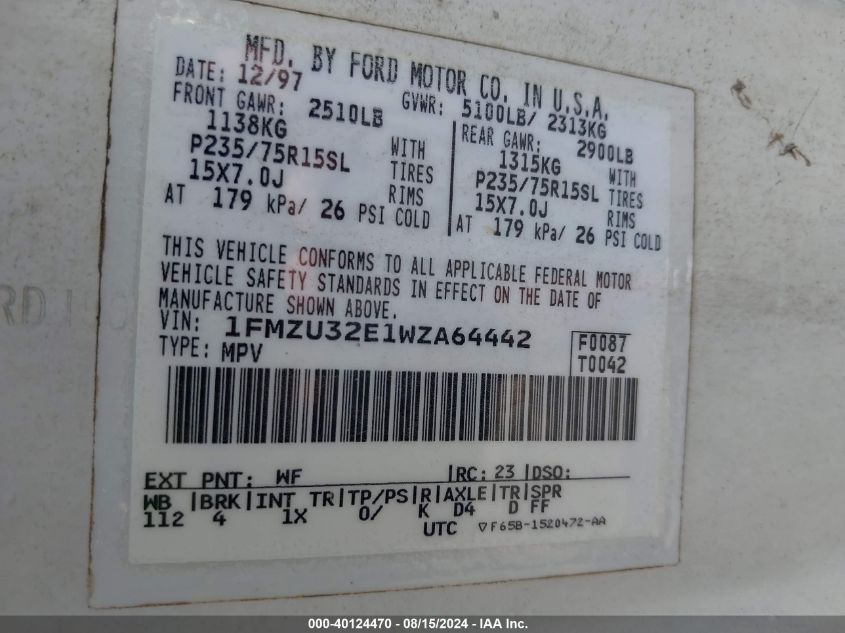 MFD. BY FORD MOTOR CO. IN U.S.A.
DATE: 12/97 GVWR: 5100LB/ 2313KG
FRONT GAWR: 2510LB REAR GAWR: 2900LB
1138KG WITH 1315KG WITH
P235/75R15SL TIRES P235/75R15SL TIRES
15X7.0J RIMS 15X7.0J RIMS
AT 179 kPa/ 26 PSI COLD AT 179 kPa/ 26 PSI COLD
THIS VEHICLE CONFORMS TO ALL APPLICABLE FEDERAL MOTOR
VEHICLE SAFETY STANDARDS IN EFFECT ON THE DATE OF
MANUFACTURE SHOWN ABOVE.
VIN: 1FMZU32E1WZA64442 F0087
TYPE: MPV T0042
EXT PNT: WF RC: 23 DSO:
WB BRK INT TR TP/PS R AXLE TR SPR
112 4 1X 0/ K D4 D FF
UTC ▽F65B-1520472-AA
000-40124470 - 08/15/2024 - IAA Inc.